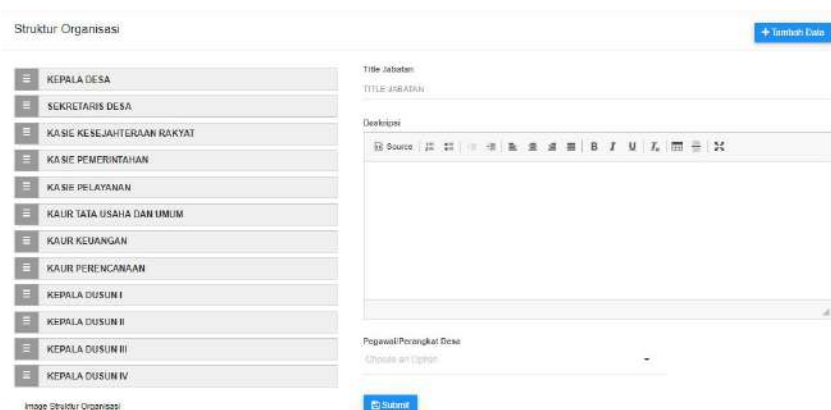 Struktur Organisasi
+ Tambah Data
KEPALA DESA
SEKRETARIS DESA
KASIE KESEJAHTERAAN RAKYAT
KASIE PEMERINTAHAN
KASIE PELAYANAN
KAUR TATA USAHA DAN UMUM
KAUR KEUANGAN
KAUR PERENCANAAN
KEPALA DUSUN I
KEPALA DUSUN II
KEPALA DUSUN III
KEPALA DUSUN IV
Image Struktur Organisasi
Title Jabatan
TITLE JABATAN
Deskripsi
Source B I U Tx
Pegawai/Perangkat Desa
Choose an Option
Submit